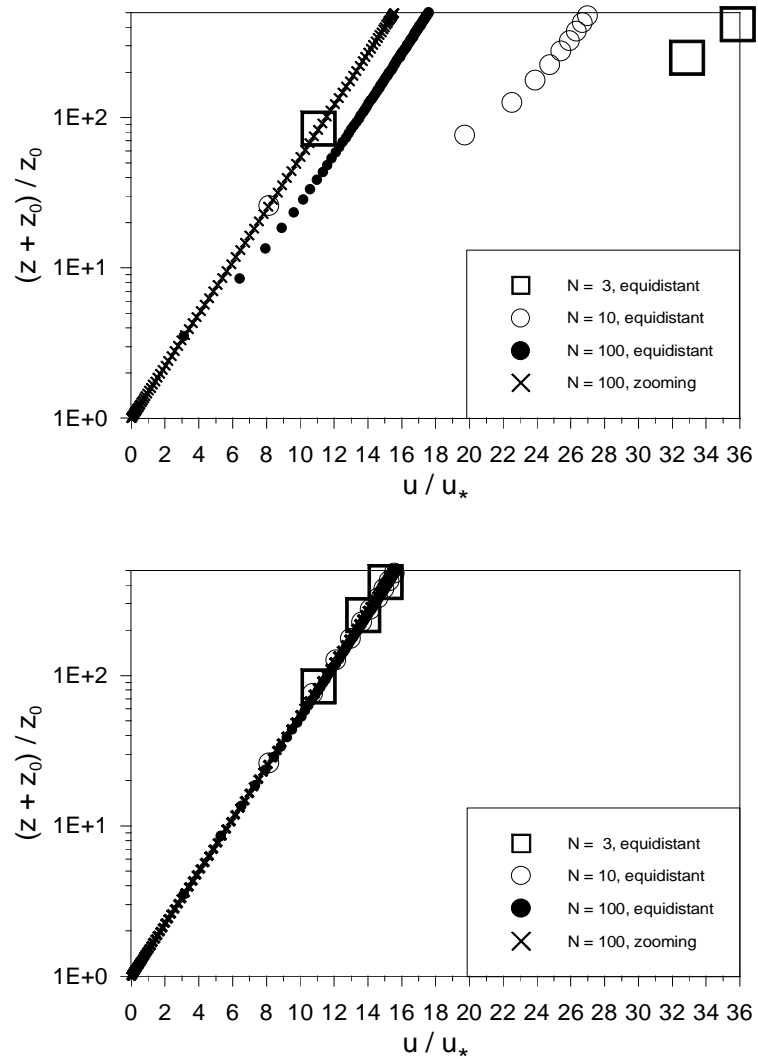 1E+2
1E+1
1E+0
(z + z0) / z0
N = 3, equidistant
N = 10, equidistant
N = 100, equidistant
N = 100, zooming
0 2 4 6 8 10 12 14 16 18 20 22 24 26 28 30 32 34 36
u / u*
1E+2
1E+1
1E+0
(z + z0) / z0
N = 3, equidistant
N = 10, equidistant
N = 100, equidistant
N = 100, zooming
0 2 4 6 8 10 12 14 16 18 20 22 24 26 28 30 32 34 36
u / u*